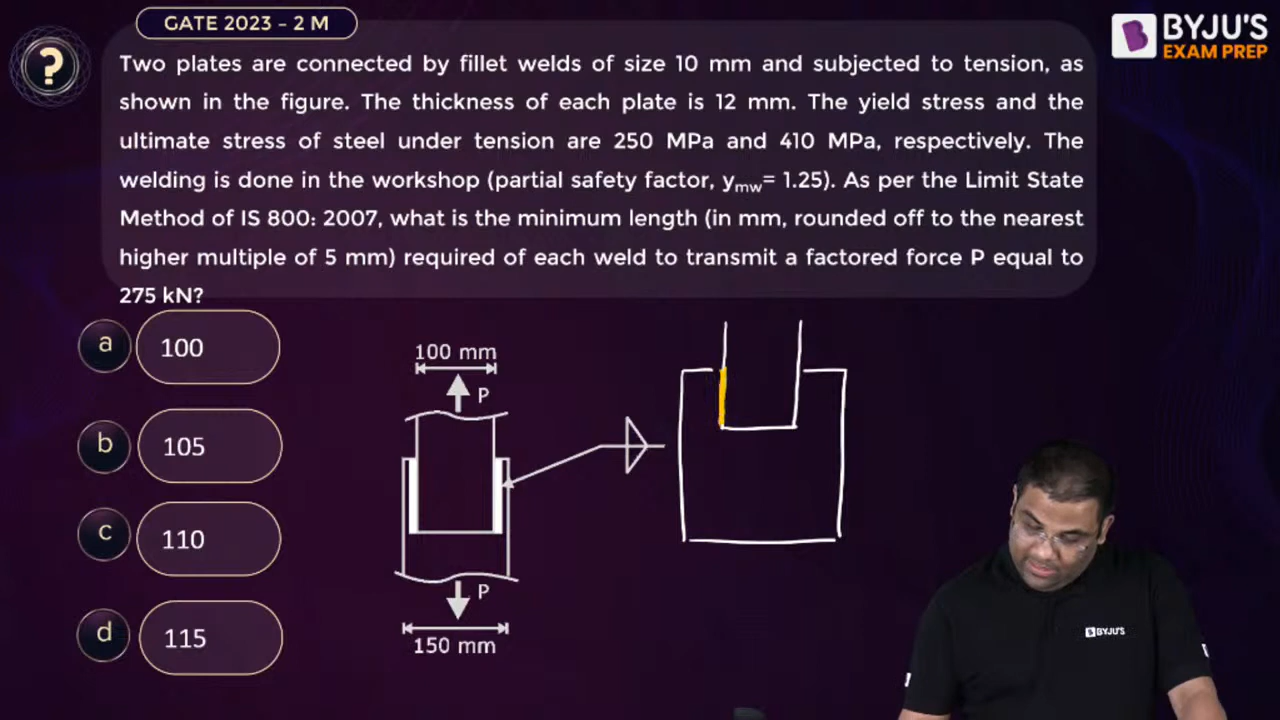 GATE 2023 – 2 M
BYJU'S
EXAM PREP
?
Two plates are connected by fillet welds of size 10 mm and subjected to tension, as
shown in the figure. The thickness of each plate is 12 mm. The yield stress and the
ultimate stress of steel under tension are 250 MPa and 410 MPa, respectively. The
welding is done in the workshop (partial safety factor, yₘw= 1.25). As per the Limit State
Method of IS 800: 2007, what is the minimum length (in mm, rounded off to the nearest
higher multiple of 5 mm) required of each weld to transmit a factored force P equal to
275 kN?
a 100
b 105
c 110
d 115
100 mm
P
P
150 mm
BYJU'S